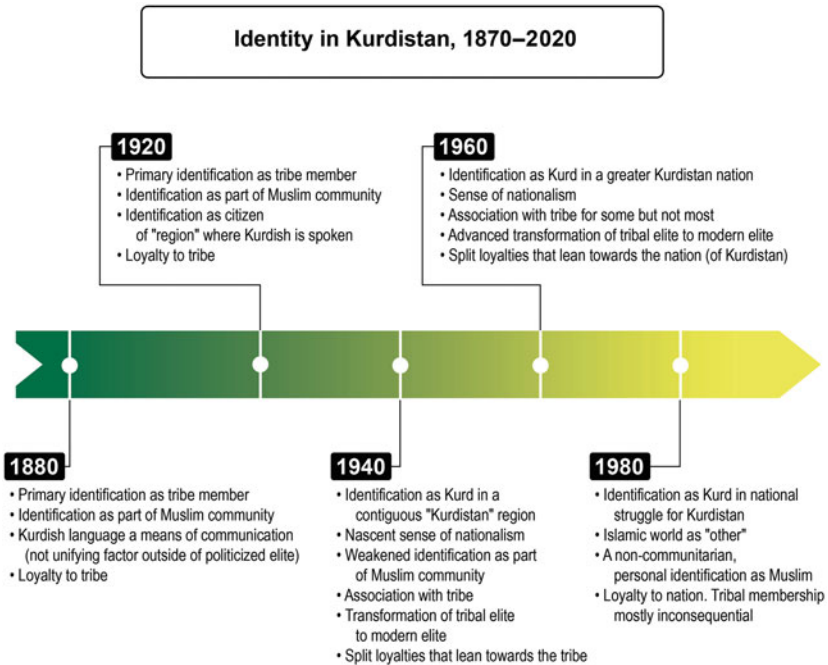 Identity in Kurdistan, 1870–2020
1920
• Primary identification as tribe member
• Identification as part of Muslim community
• Identification as citizen
of "region" where Kurdish is spoken
• Loyalty to tribe
1960
• Identification as Kurd in a greater Kurdistan nation
• Sense of nationalism
• Association with tribe for some but not most
• Advanced transformation of tribal elite to modern elite
• Split loyalties that lean towards the nation (of Kurdistan)
1880
• Primary identification as tribe member
• Identification as part of Muslim community
• Kurdish language a means of communication
(not unifying factor outside of politicized elite)
• Loyalty to tribe
1940
• Identification as Kurd in a
contiguous "Kurdistan" region
• Nascent sense of nationalism
• Weakened identification as part
of Muslim community
• Association with tribe
• Transformation of tribal elite
to modern elite
• Split loyalties that lean towards the tribe
1980
• Identification as Kurd in national
struggle for Kurdistan
• Islamic world as "other"
• A non-communitarian,
personal identification as Muslim
• Loyalty to nation. Tribal membership
mostly inconsequential